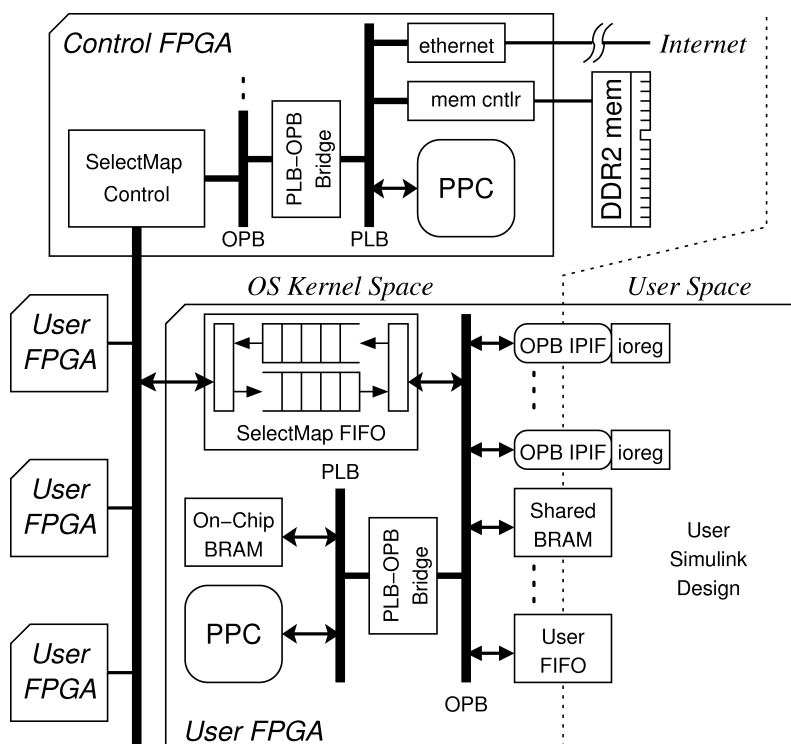 Control FPGA
ethernet
Internet
mem cntlr
DDR2 mem
SelectMap
Control
PLB-OPB
Bridge
PPC
OPB
PLB
OS Kernel Space
User Space
User
FPGA
SelectMap FIFO
OPB IPIF
ioreg
User
FPGA
OPB IPIF
ioreg
PLB
On-Chip
BRAM
PLB-OPB
Bridge
Shared
BRAM
User
Simulink
Design
PPC
User
FIFO
User
FPGA
OPB
User FPGA